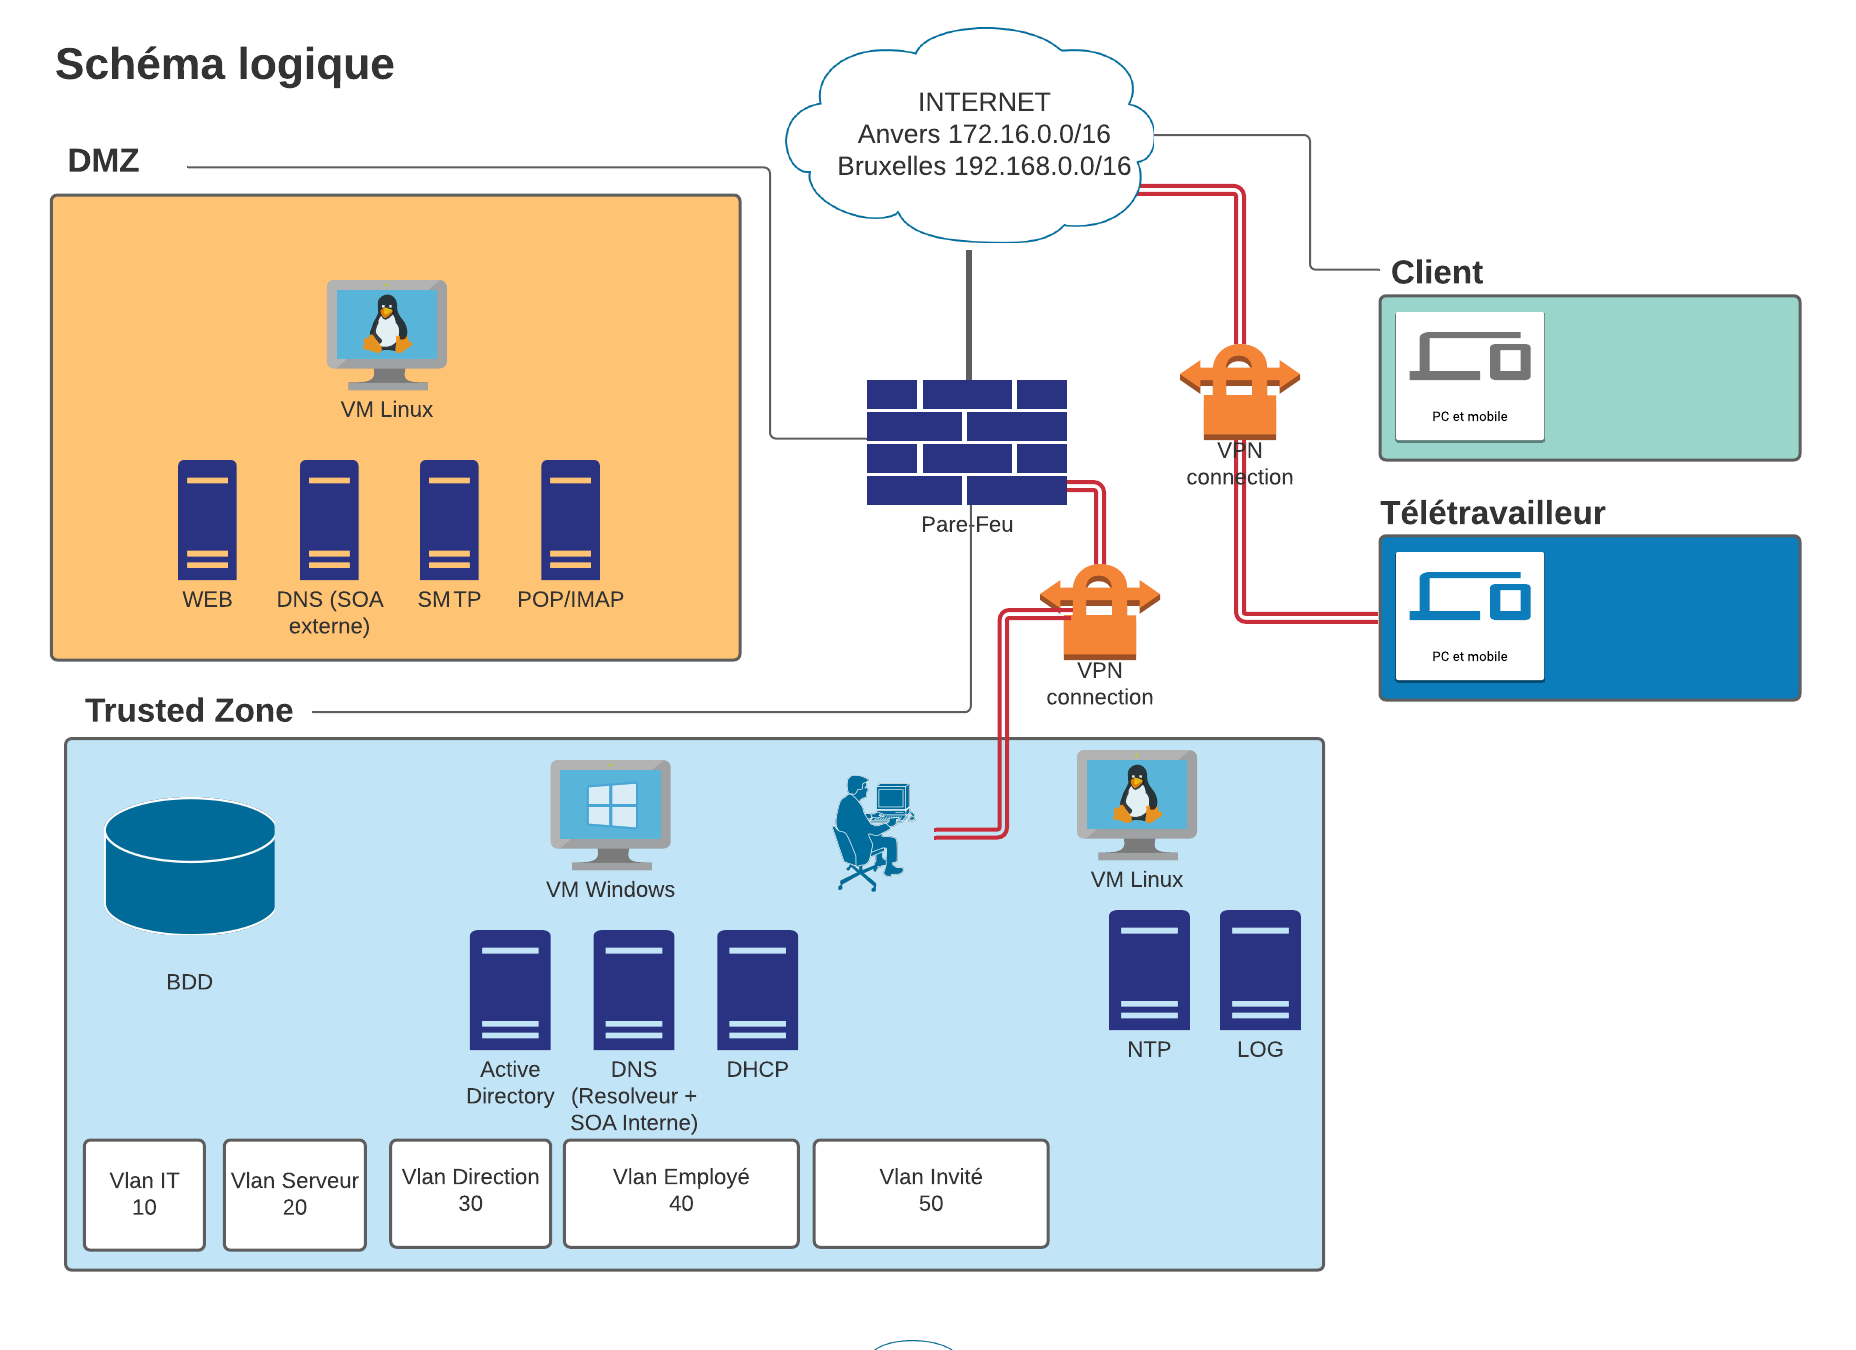 Schéma logique
INTERNET
Anvers 172.16.0.0/16
Bruxelles 192.168.0.0/16
DMZ
VM Linux
WEB
DNS (SOA
externe)
SMTP
POP/IMAP
Pare-Feu
VPN
connection
Client
PC et mobile
Télétravailleur
PC et mobile
VPN
connection
Trusted Zone
BDD
VM Windows
VM Linux
Active
Directory
DNS
(Resolveur +
SOA Interne)
DHCP
NTP
LOG
Vlan IT
10
Vlan Serveur
20
Vlan Direction
30
Vlan Employé
40
Vlan Invité
50